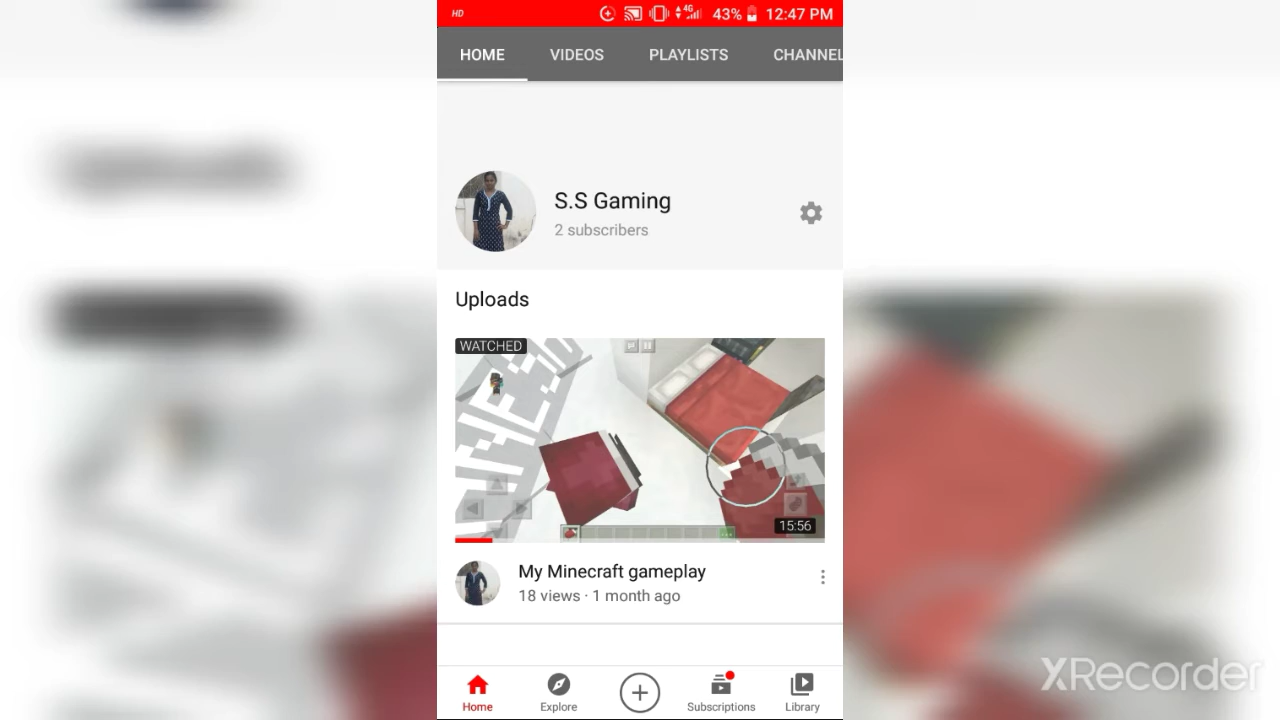 HD 4G 43% 12:47 PM
HOME VIDEOS PLAYLISTS CHANNEL
S.S Gaming
2 subscribers
Uploads
WATCHED
15:56
My Minecraft gameplay
18 views · 1 month ago
Home Explore Subscriptions Library
XRecorder